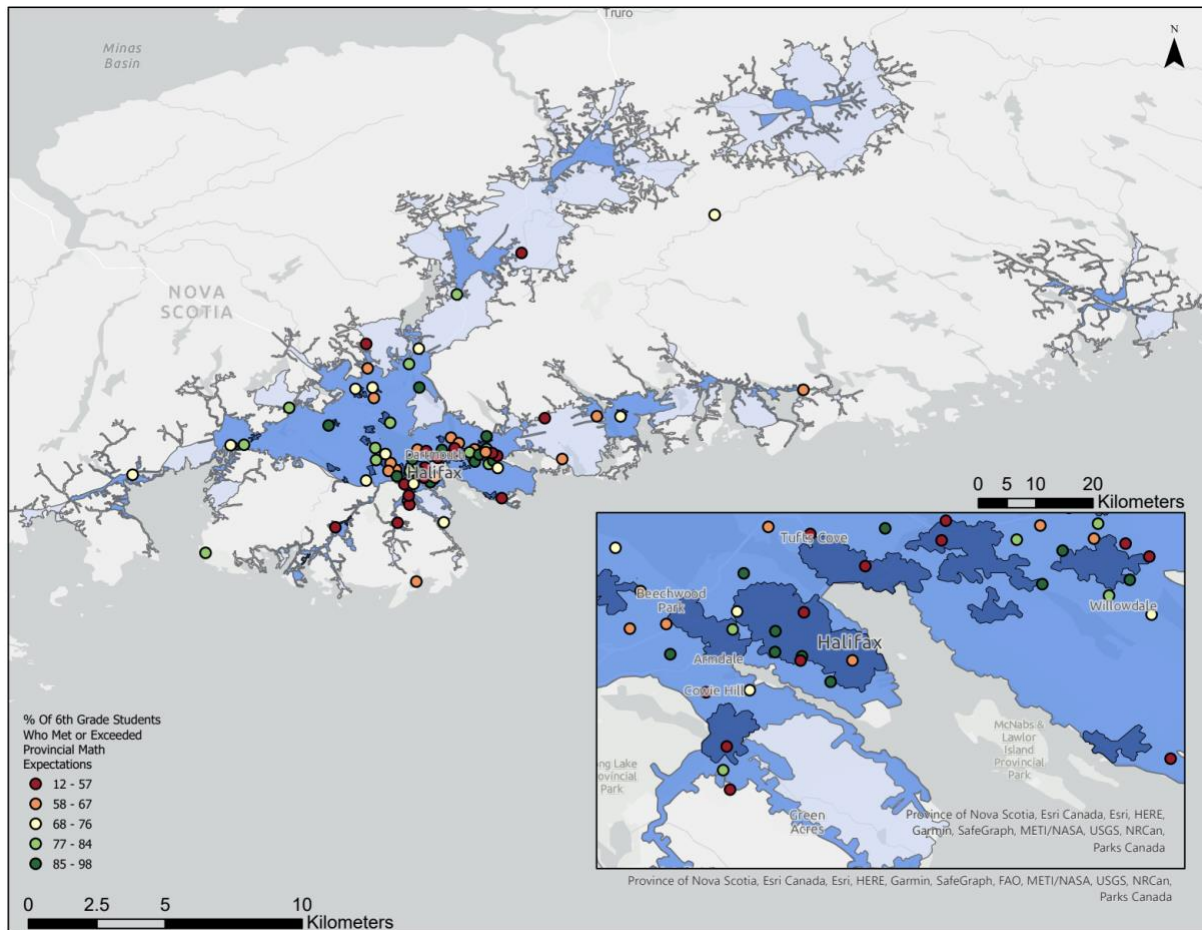 Truro
Minas
Basin
N
NOVA
SCOTIA
Dartmouth
Halifax
0 5 10 20
Kilometers
Tufts Cove
Beechwood
Park
Willowdale
Halifax
Armdale
Cowie Hill
McNabs &
Lawlor
Island
Provincial
Park
ong Lake
rovincial
Park
Green
Acres
Province of Nova Scotia, Esri Canada, Esri, HERE,
Garmin, SafeGraph, METI/NASA, USGS, NRCan,
Parks Canada
% Of 6th Grade Students
Who Met or Exceeded
Provincial Math
Expectations
12 - 57
58 - 67
68 - 76
77 - 84
85 - 98
0 2.5 5 10
Kilometers
Province of Nova Scotia, Esri Canada, Esri, HERE, Garmin, SafeGraph, FAO, METI/NASA, USGS, NRCan,
Parks Canada